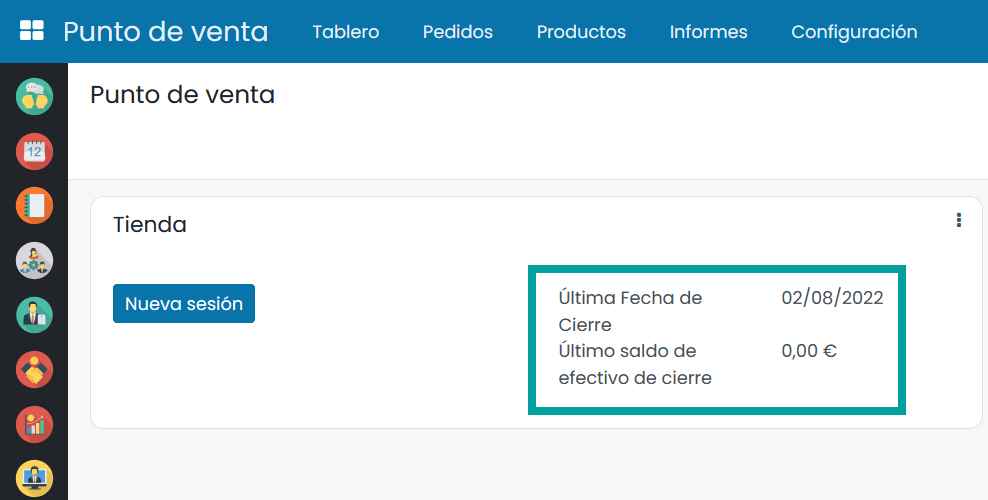 Punto de venta Tablero Pedidos Productos Informes Configuración
Punto de venta
12
Tienda
Nueva sesión
Última Fecha de 02/08/2022
Cierre
Último saldo de 0,00 €
efectivo de cierre